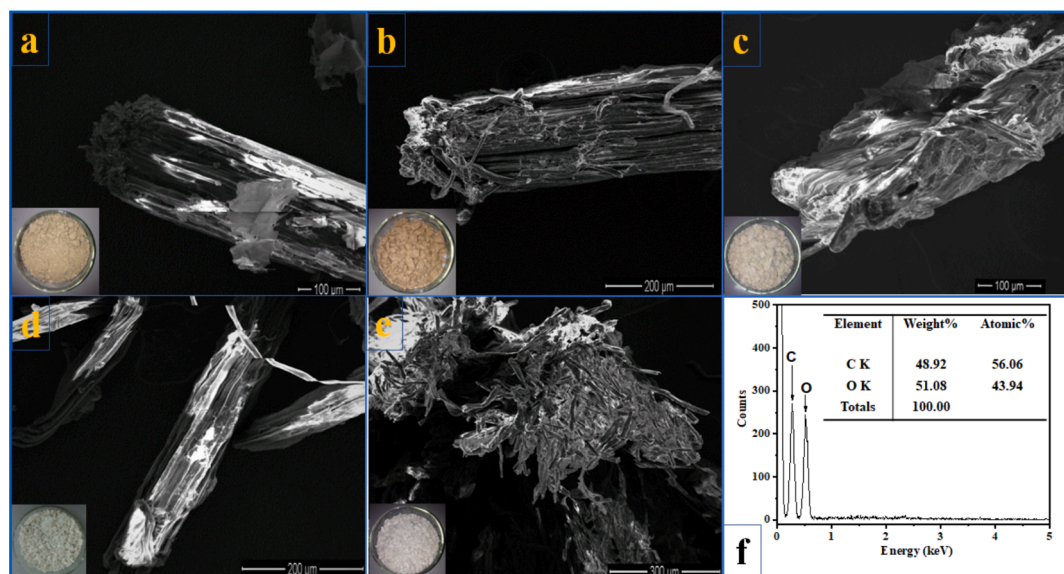 a
b
c
100 μm
200 μm
100 μm
d
e
f
200 μm
300 μm
500
400
300
200
100
0
Counts
C
O
Element Weight% Atomic%
C K 48.92 56.06
O K 51.08 43.94
Totals 100.00
0 1 2 3 4 5
Energy (keV)